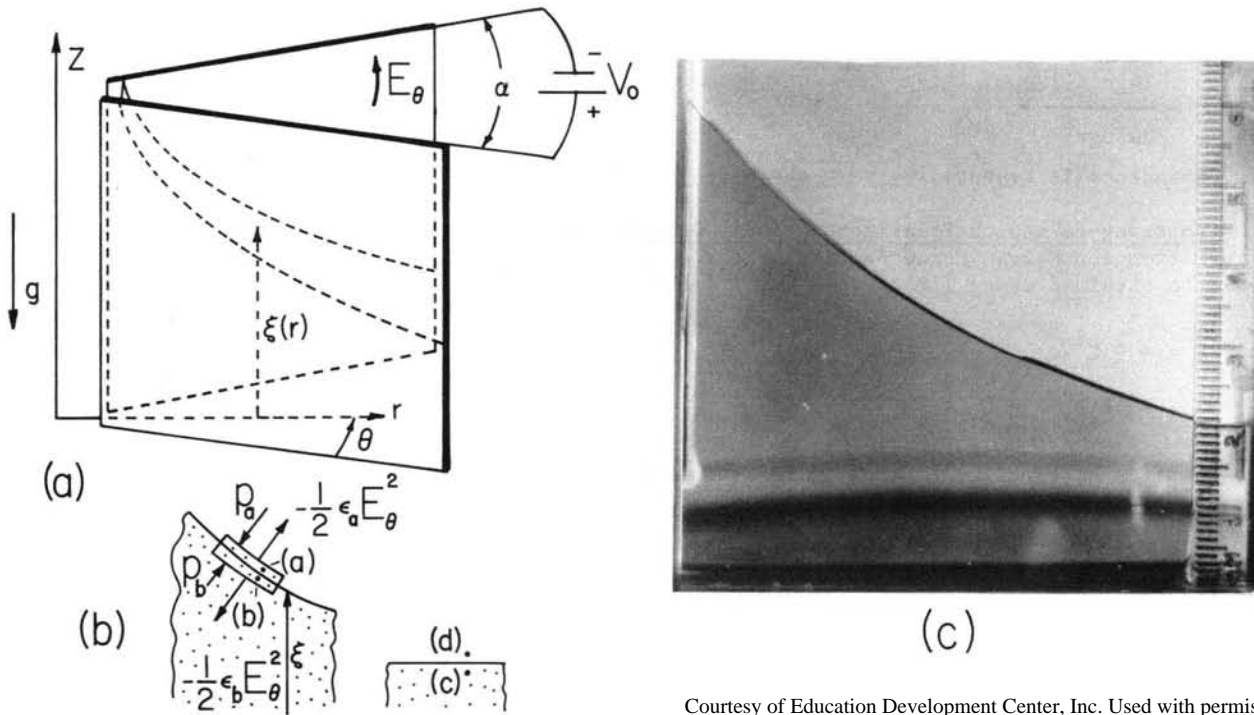 Z
E_θ
α
−
V_o
+
g
ξ(r)
r
θ
(a)
p_a
-1/2 ε_a E_θ^2
(a)
p_b
(b)
(b)
-1/2 ε_b E_θ^2
ξ
(d)
(c)
(c)
Courtesy of Education Development Center, Inc. Used with permis